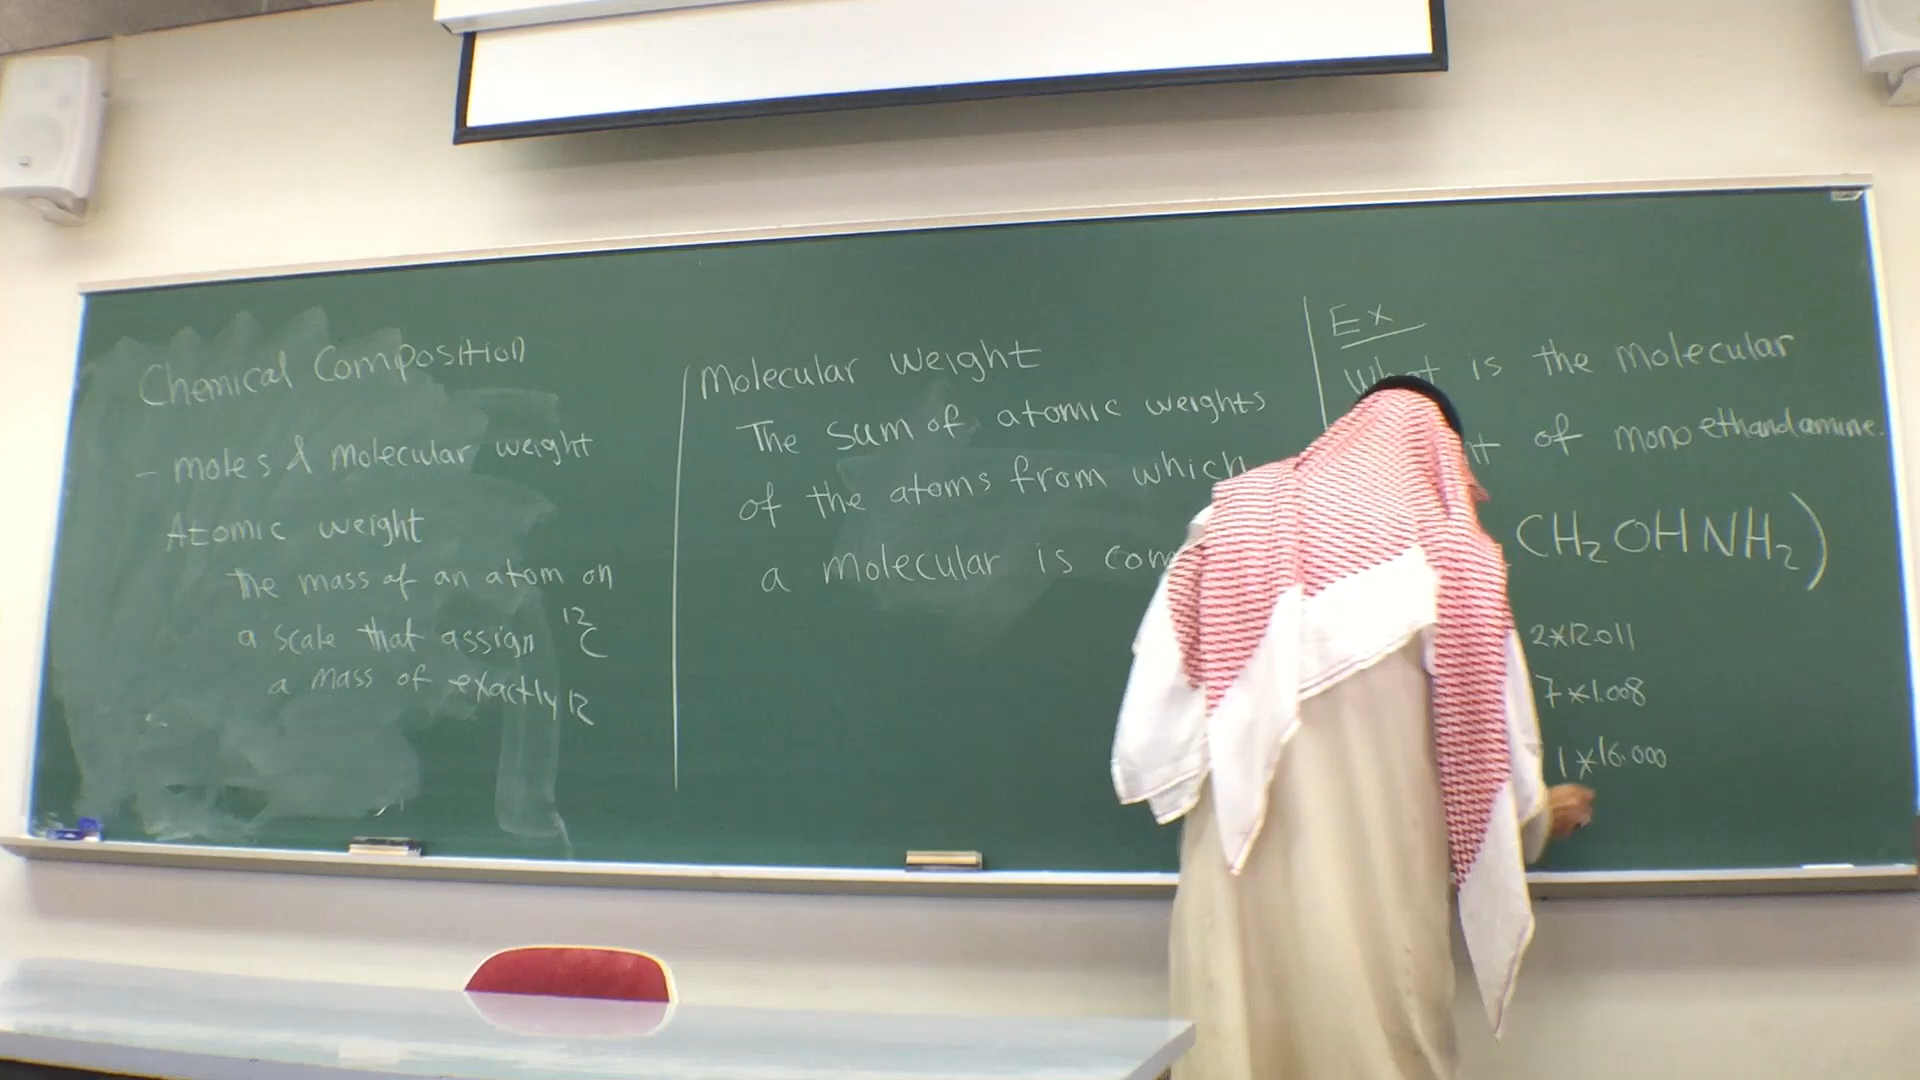 Chemical Composition
- moles & molecular weight
Atomic weight
The mass of an atom on
a scale that assign ¹²C
a mass of exactly 12
Molecular Weight
The sum of atomic weights
of the atoms from which
a molecular is com
Ex
What is the molecular
of monoethandamine.
CH₂OHNH₂)
2*12.011
7*1.008
1*16.000